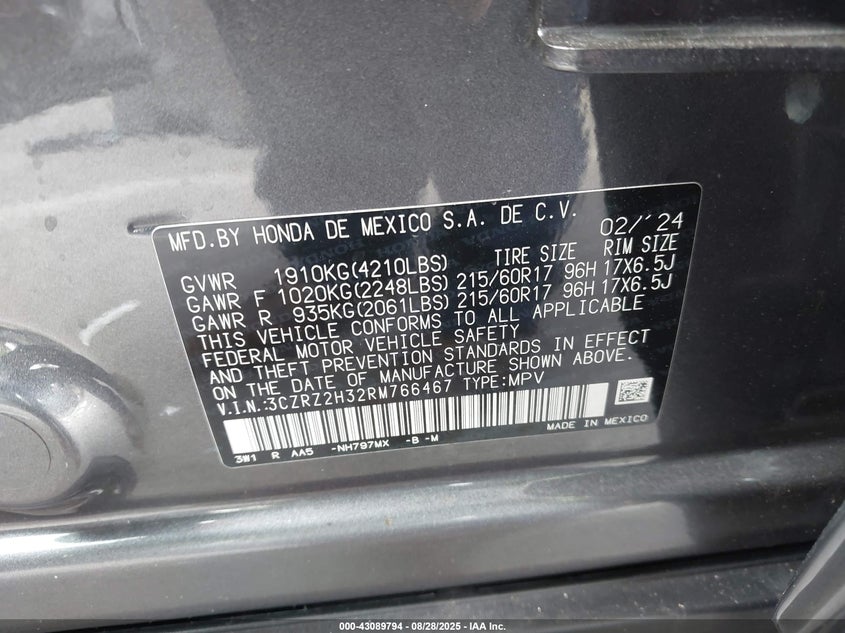 MFD.BY HONDA DE MEXICO S.A. DE C.V. 02/'24
TIRE SIZE RIM SIZE
GVWR 1910KG(4210LBS)
GAWR F 1020KG(2248LBS) 215/60R17 96H 17X6.5J
GAWR R 935KG(2061LBS) 215/60R17 96H 17X6.5J
THIS VEHICLE CONFORMS TO ALL APPLICABLE
FEDERAL MOTOR VEHICLE SAFETY
AND THEFT PREVENTION STANDARDS IN EFFECT
ON THE DATE OF MANUFACTURE SHOWN ABOVE.
V.I.N.:3CZRZ2H32RM766467 TYPE:MPV
MADE IN MEXICO
3W1 R AA5 -NH797MX -B -M
000-43089794 - 08/28/2025 - IAA Inc.